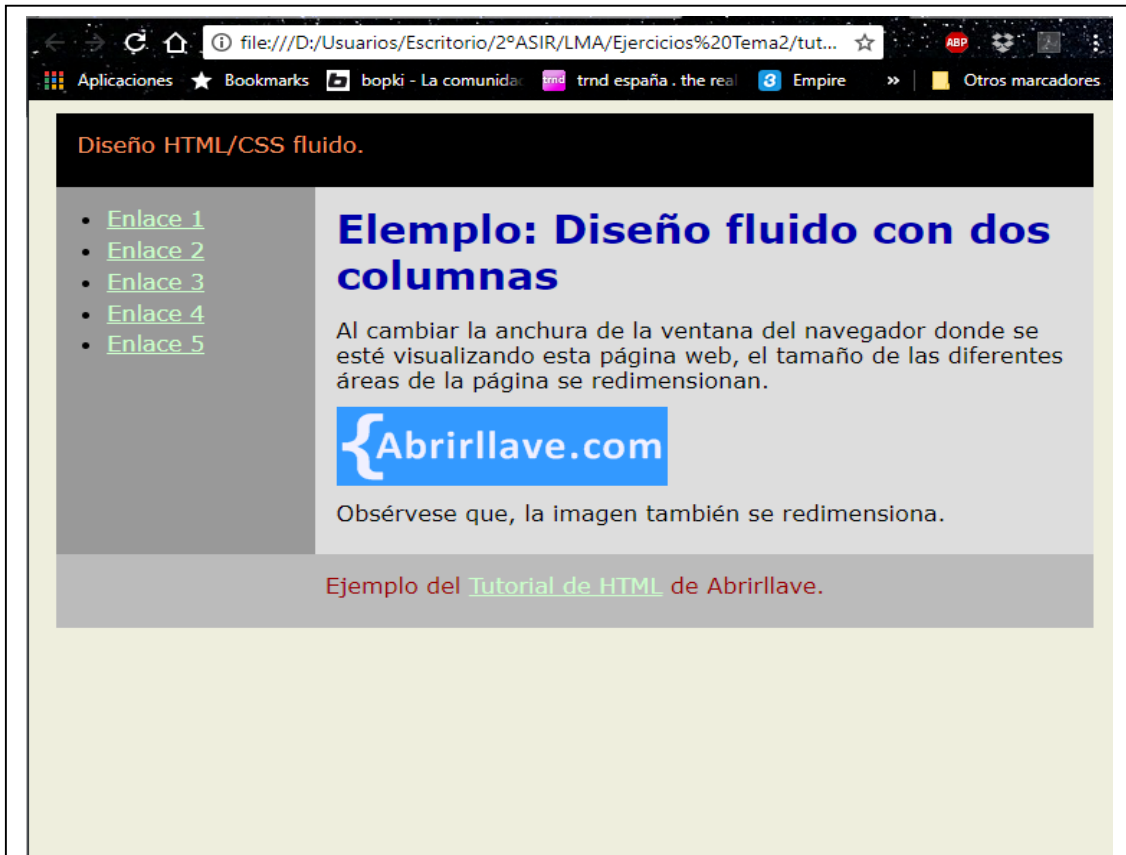 file:///D:/Usuarios/Escritorio/2ºASIR/LMA/Ejercicios%20Tema2/tut...
ABP
Aplicaciones Bookmarks bopki - La comunidad trnd trnd españa . the real 3 Empire » Otros marcadores
Diseño HTML/CSS fluido.
• Enlace 1
• Enlace 2
• Enlace 3
• Enlace 4
• Enlace 5
Elemplo: Diseño fluido con dos
columnas
Al cambiar la anchura de la ventana del navegador donde se
esté visualizando esta página web, el tamaño de las diferentes
áreas de la página se redimensionan.
{Abrirllave.com
Obsérvese que, la imagen también se redimensiona.
Ejemplo del Tutorial de HTML de Abrirllave.